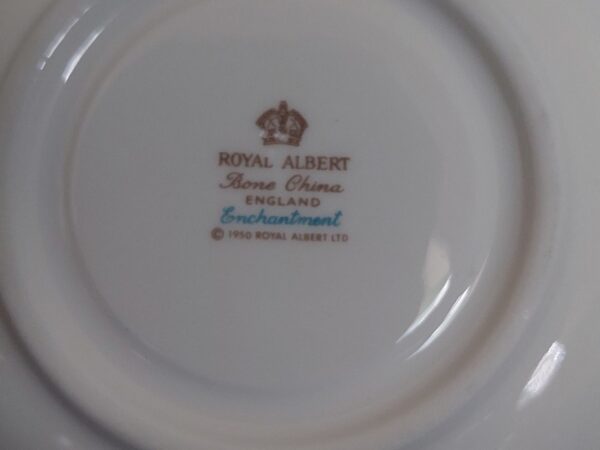 ROYAL ALBERT
Bone China
ENGLAND
Enchantment
© 1950 ROYAL ALBERT LTD